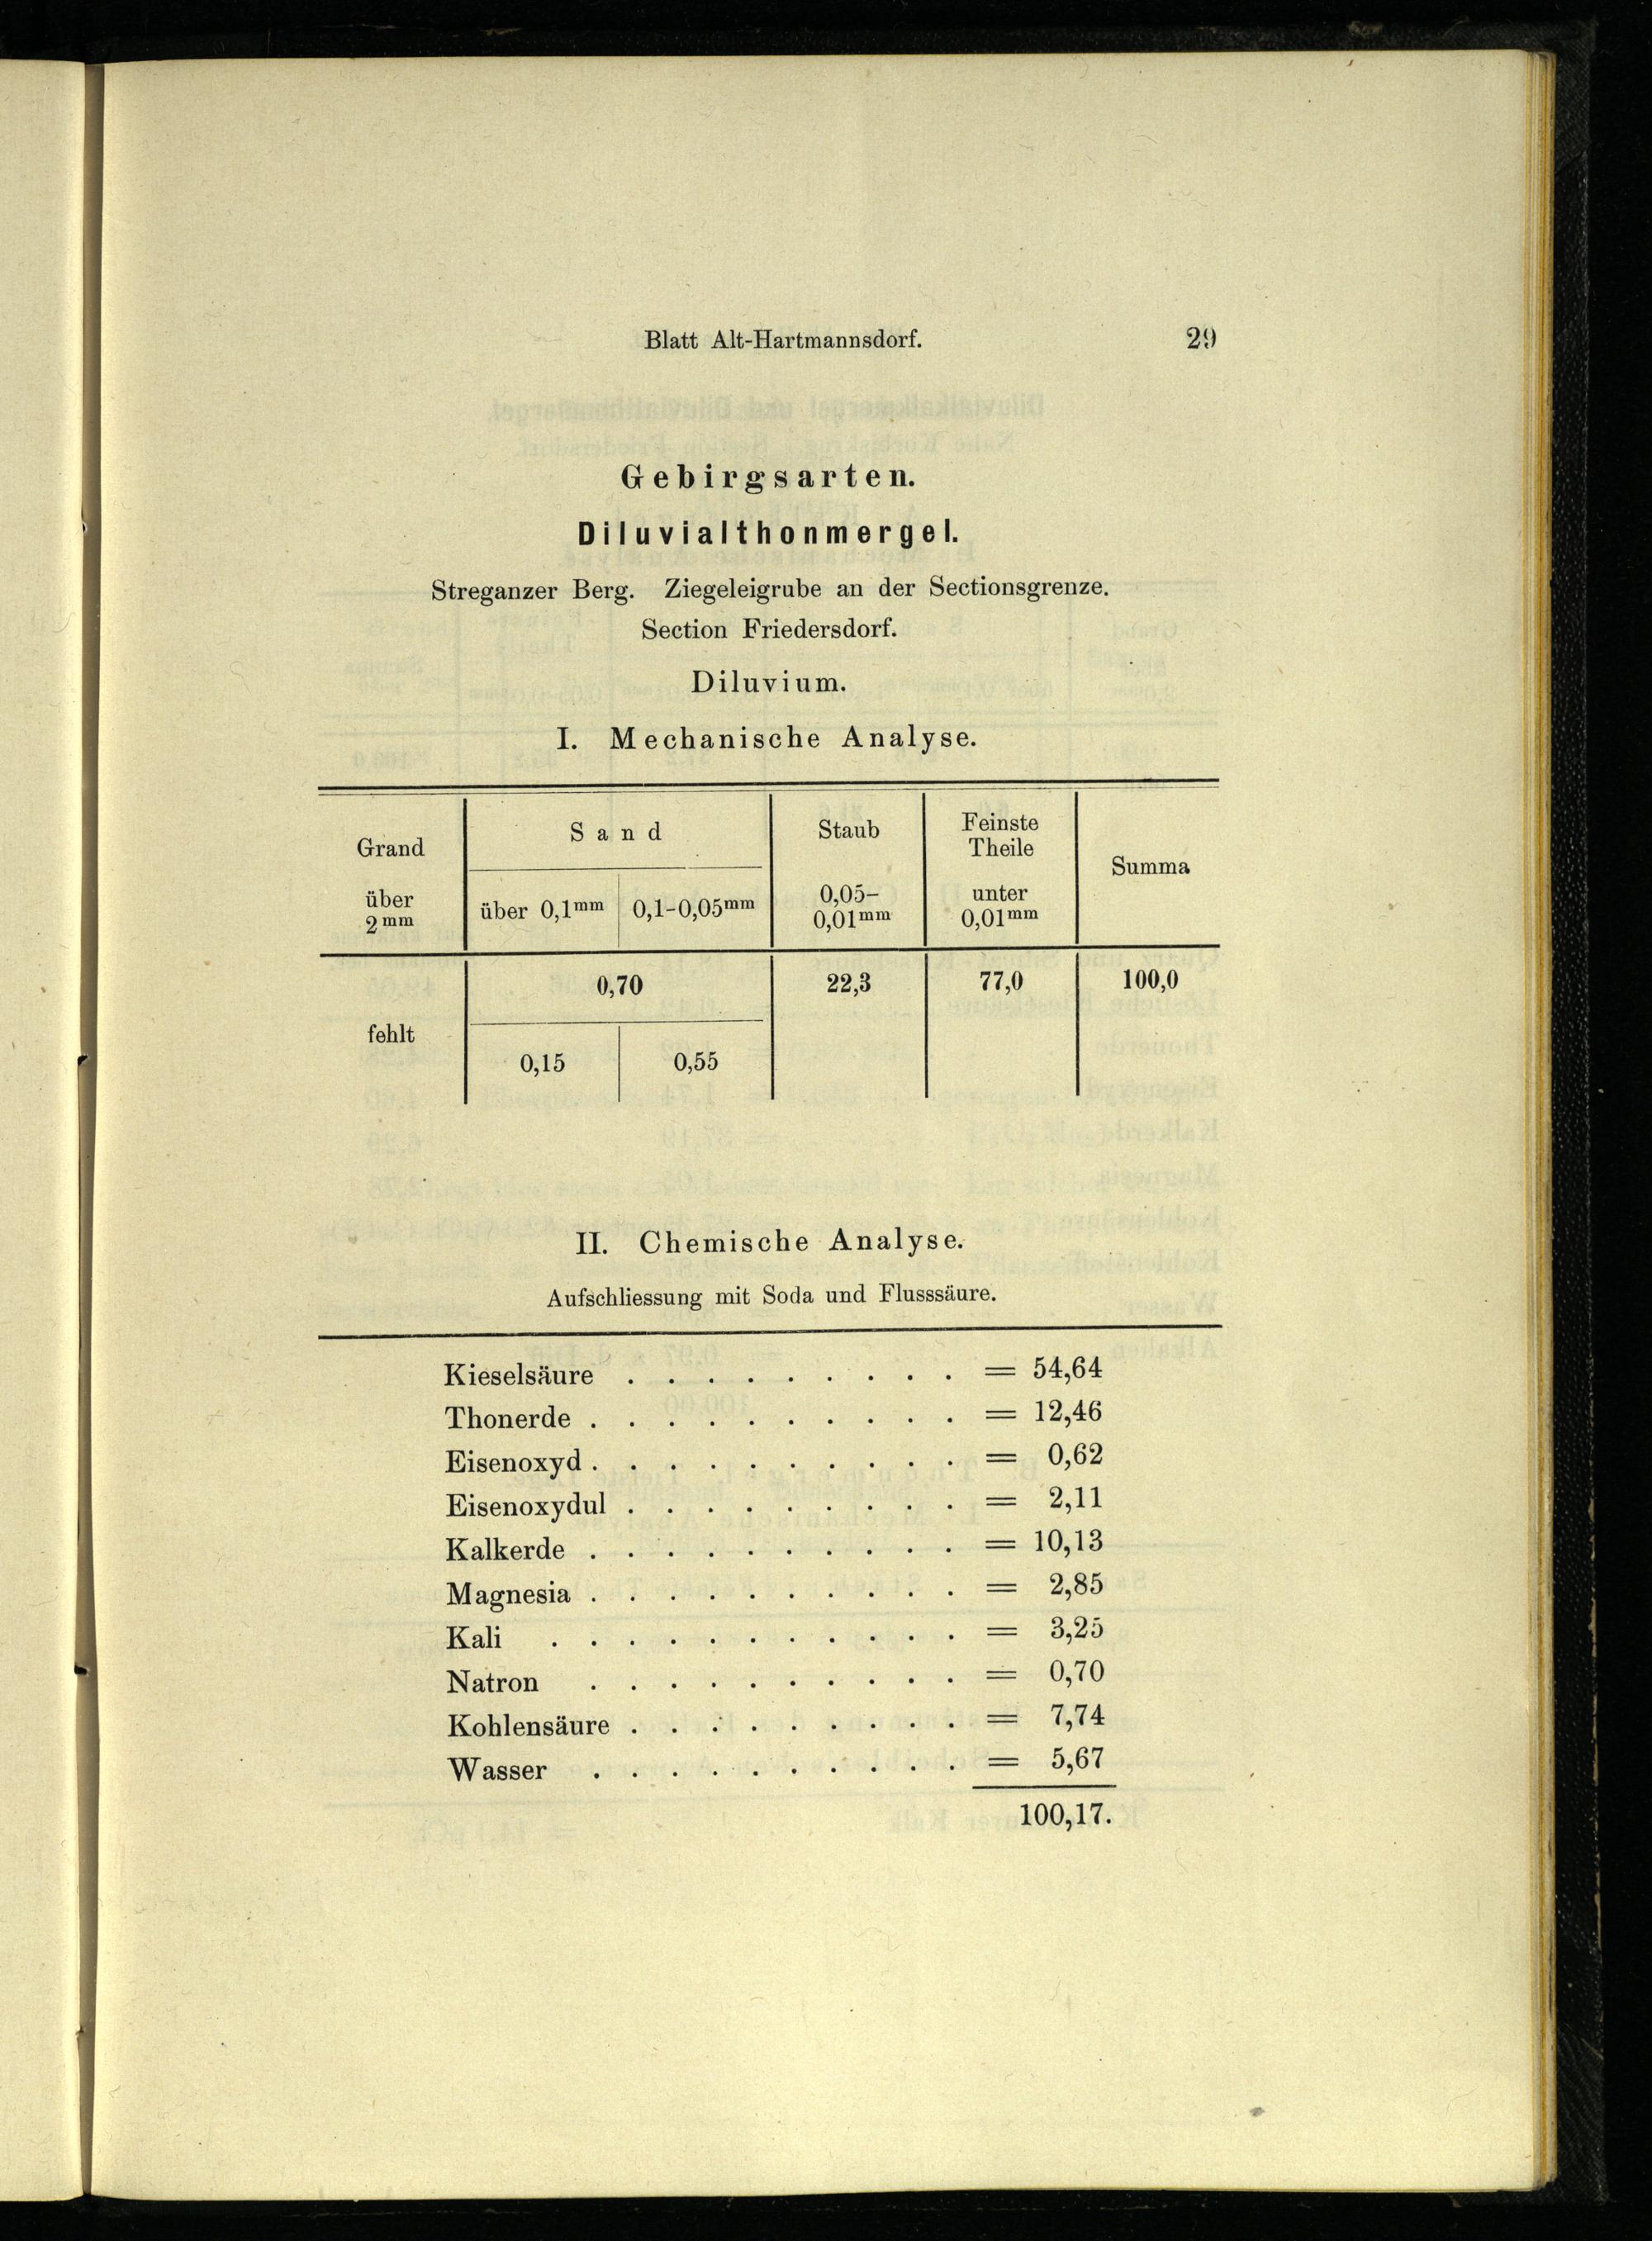 Blatt Alt-Hartmannsdorf. 29
Gebirgsarten.
Diluvialthonmergel.
Streganzer Berg. Ziegeleigrube an der Sectionsgrenze.
Section Friedersdorf.
Diluvium.
I. Mechanische Analyse.
Grand über 2mm | Sand | Staub 0,05-0,01mm | Feinste Theile unter 0,01mm | Summa
über 0,1mm | 0,1-0,05mm
fehlt | 0,70 | 22,3 | 77,0 | 100,0
0,15 | 0,55
II. Chemische Analyse.
Aufschliessung mit Soda und Flusssäure.
Kieselsäure . . . . . . . . . = 54,64
Thonerde . . . . . . . . . . = 12,46
Eisenoxyd . . . . . . . . . . = 0,62
Eisenoxydul . . . . . . . . . = 2,11
Kalkerde . . . . . . . . . . = 10,13
Magnesia . . . . . . . . . . = 2,85
Kali . . . . . . . . . . . = 3,25
Natron . . . . . . . . . . = 0,70
Kohlensäure . . . . . . . . . = 7,74
Wasser . . . . . . . . . . = 5,67
100,17.